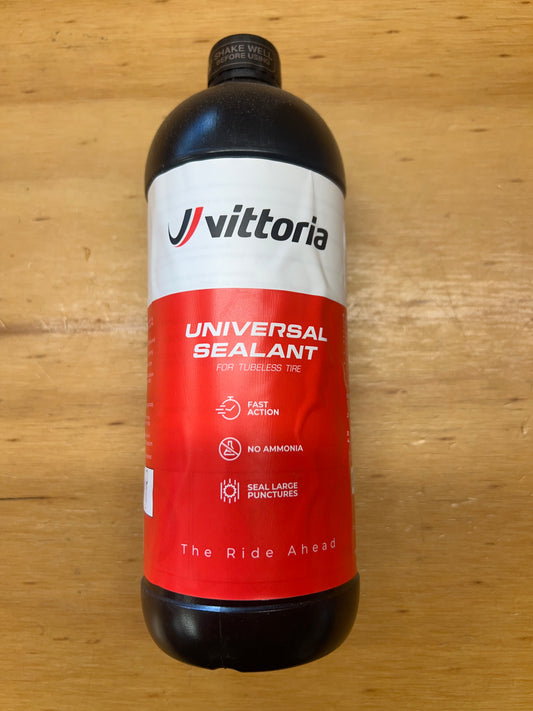 SHAKE WELL
BEFORE USING
vittoria
UNIVERSAL
SEALANT
FOR TUBELESS TIRE
FAST
ACTION
NO AMMONIA
SEAL LARGE
PUNCTURES
The Ride Ahead